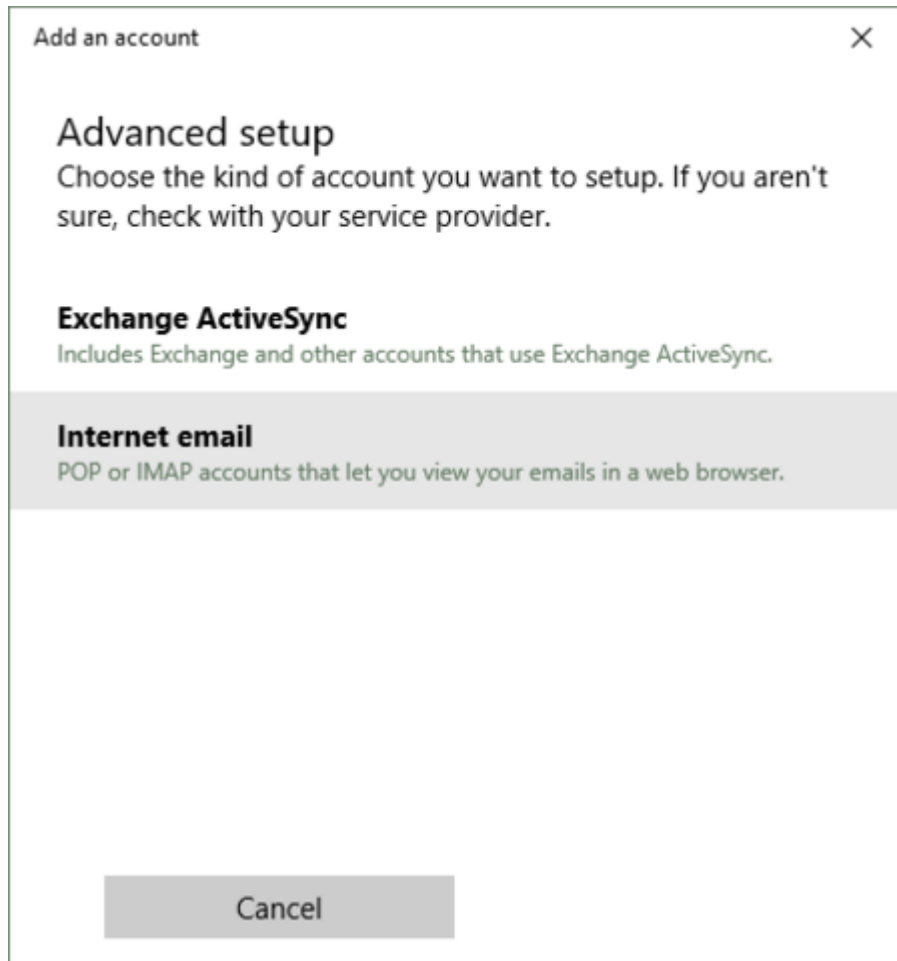 Add an account
Advanced setup
Choose the kind of account you want to setup. If you aren't
sure, check with your service provider.
Exchange ActiveSync
Includes Exchange and other accounts that use Exchange ActiveSync.
Internet email
POP or IMAP accounts that let you view your emails in a web browser.
Cancel